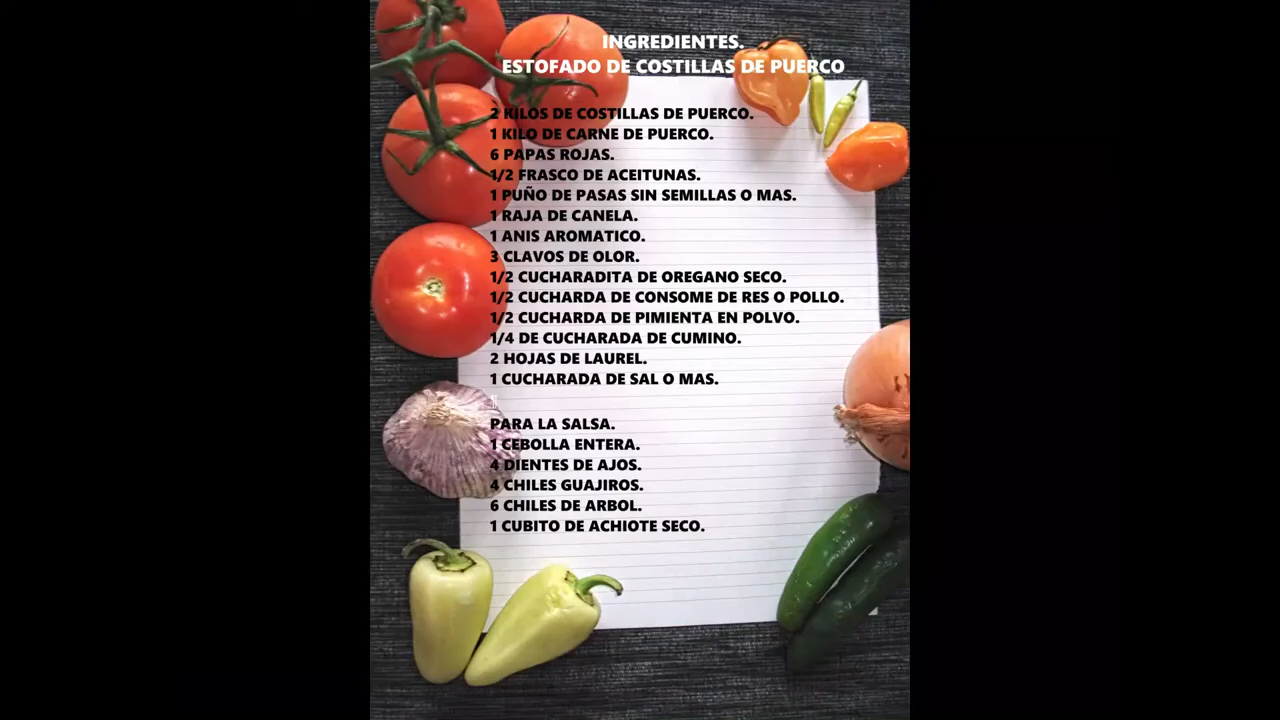 INGREDIENTES.
ESTOFADO DE COSTILLAS DE PUERCO
2 KILOS DE COSTILLAS DE PUERCO.
1 KILO DE CARNE DE PUERCO.
6 PAPAS ROJAS.
1/2 FRASCO DE ACEITUNAS.
1 PUÑO DE PASAS SIN SEMILLAS O MAS.
1 RAJA DE CANELA.
1 ANIS AROMATICO.
3 CLAVOS DE OLOR.
1/2 CUCHARADITA DE OREGANO SECO.
1/2 CUCHARDA DE CONSOME DE RES O POLLO.
1/2 CUCHARDA DE PIMIENTA EN POLVO.
1/4 DE CUCHARADA DE CUMINO.
2 HOJAS DE LAUREL.
1 CUCHARADA DE SAL O MAS.
PARA LA SALSA.
1 CEBOLLA ENTERA.
4 DIENTES DE AJOS.
4 CHILES GUAJIROS.
6 CHILES DE ARBOL.
1 CUBITO DE ACHIOTE SECO.